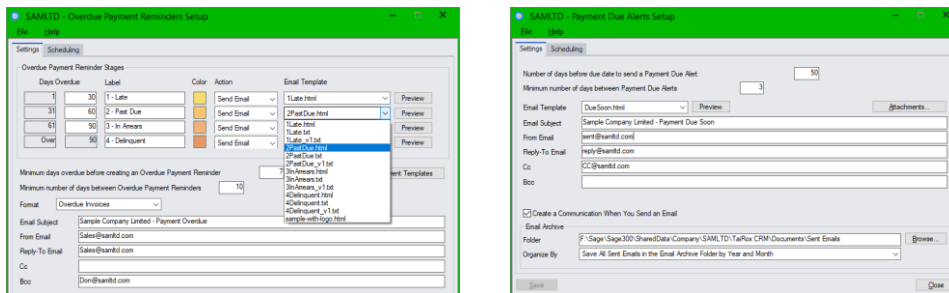 SAMLTD - Overdue Payment Reminders Setup
File Help
Settings Scheduling
Overdue Payment Reminder Stages
Days Overdue Label Color Action Email Template
1 30 1 - Late Send Email 1Late.html Preview
31 60 2 - Past Due Send Email 2PastDue.html Preview
61 90 3 - In Arrears Send Email Preview
Over 90 4 - Delinquent Send Email Preview
1Late.html
1Late.txt
1Late_v1.txt
2PastDue.html
2PastDue.txt
2PastDue_v1.txt
3InArrears.html
3InArrears.txt
3InArrears_v1.txt
4Delinquent.html
4Delinquent.txt
4Delinquent_v1.txt
sample-with-logo.html
Minimum days overdue before creating an Overdue Payment Reminder 7 Templates
Minimum number of days between Overdue Payment Reminders 10
Format Overdue Invoices
Email Subject Sample Company Limited - Payment Overdue
From Email Sales@samltd.com
Reply-To Email Sales@samltd.com
Cc
Bcc Don@samltd.com
SAMLTD - Payment Due Alerts Setup
File Help
Settings Scheduling
Number of days before due date to send a Payment Due Alert 50
Minimum number of days between Payment Due Alerts 3
Email Template DueSoon.html Preview Attachments...
Email Subject Sample Company Limited - Payment Due Soon
From Email sent@samltd.com
Reply-To Email reply@samltd.com
Cc CC@samltd.com
Bcc
Create a Communication When You Send an Email
Email Archive
Folder F:\Sage\Sage300\SharedData\Company\SAMLTD\TaiRox CRM\Documents\Sent Emails Browse...
Organize By Save All Sent Emails in the Email Archive Folder by Year and Month
Save Close